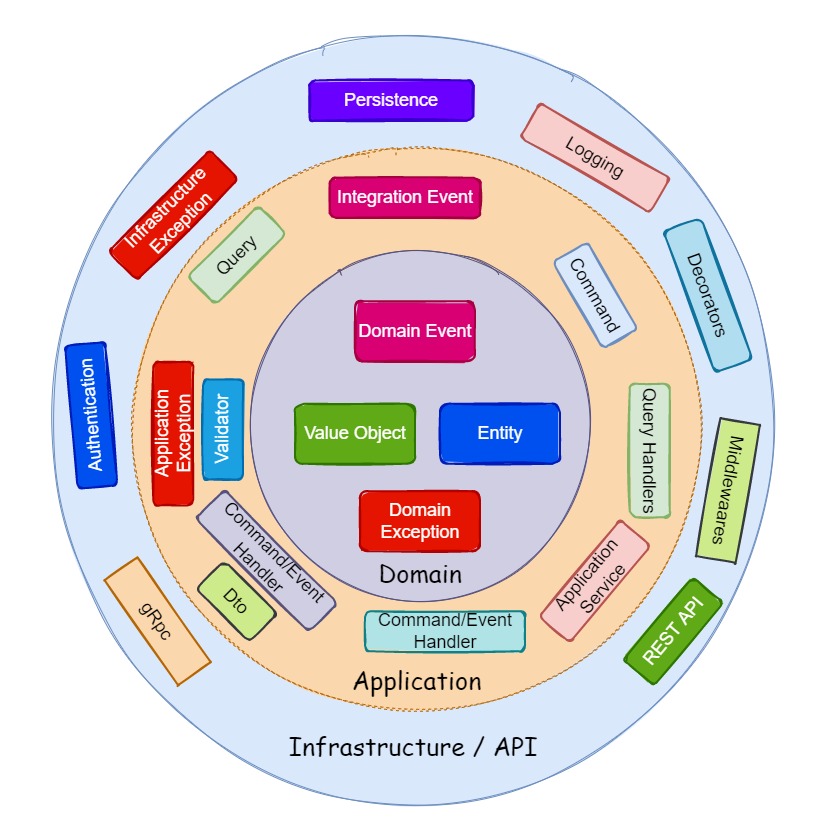 Persistence
Logging
Infrastructure
Exception
Integration Event
Query
Command
Decorators
Domain Event
Authentication
Application
Exception
Validator
Value Object
Entity
Query Handlers
Middlewaares
Domain
Exception
Domain
Command/Event
Handler
Dto
gRpc
Command/Event
Handler
Application
Service
REST API
Application
Infrastructure / API